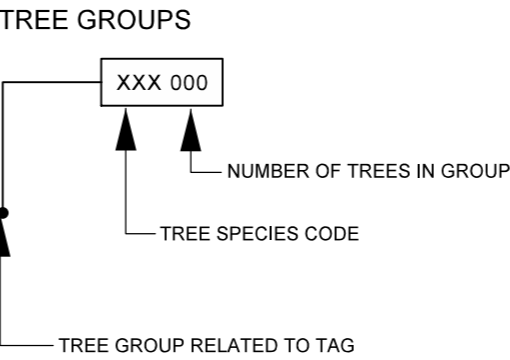 TREE GROUPS
XXX 000
NUMBER OF TREES IN GROUP
TREE SPECIES CODE
TREE GROUP RELATED TO TAG